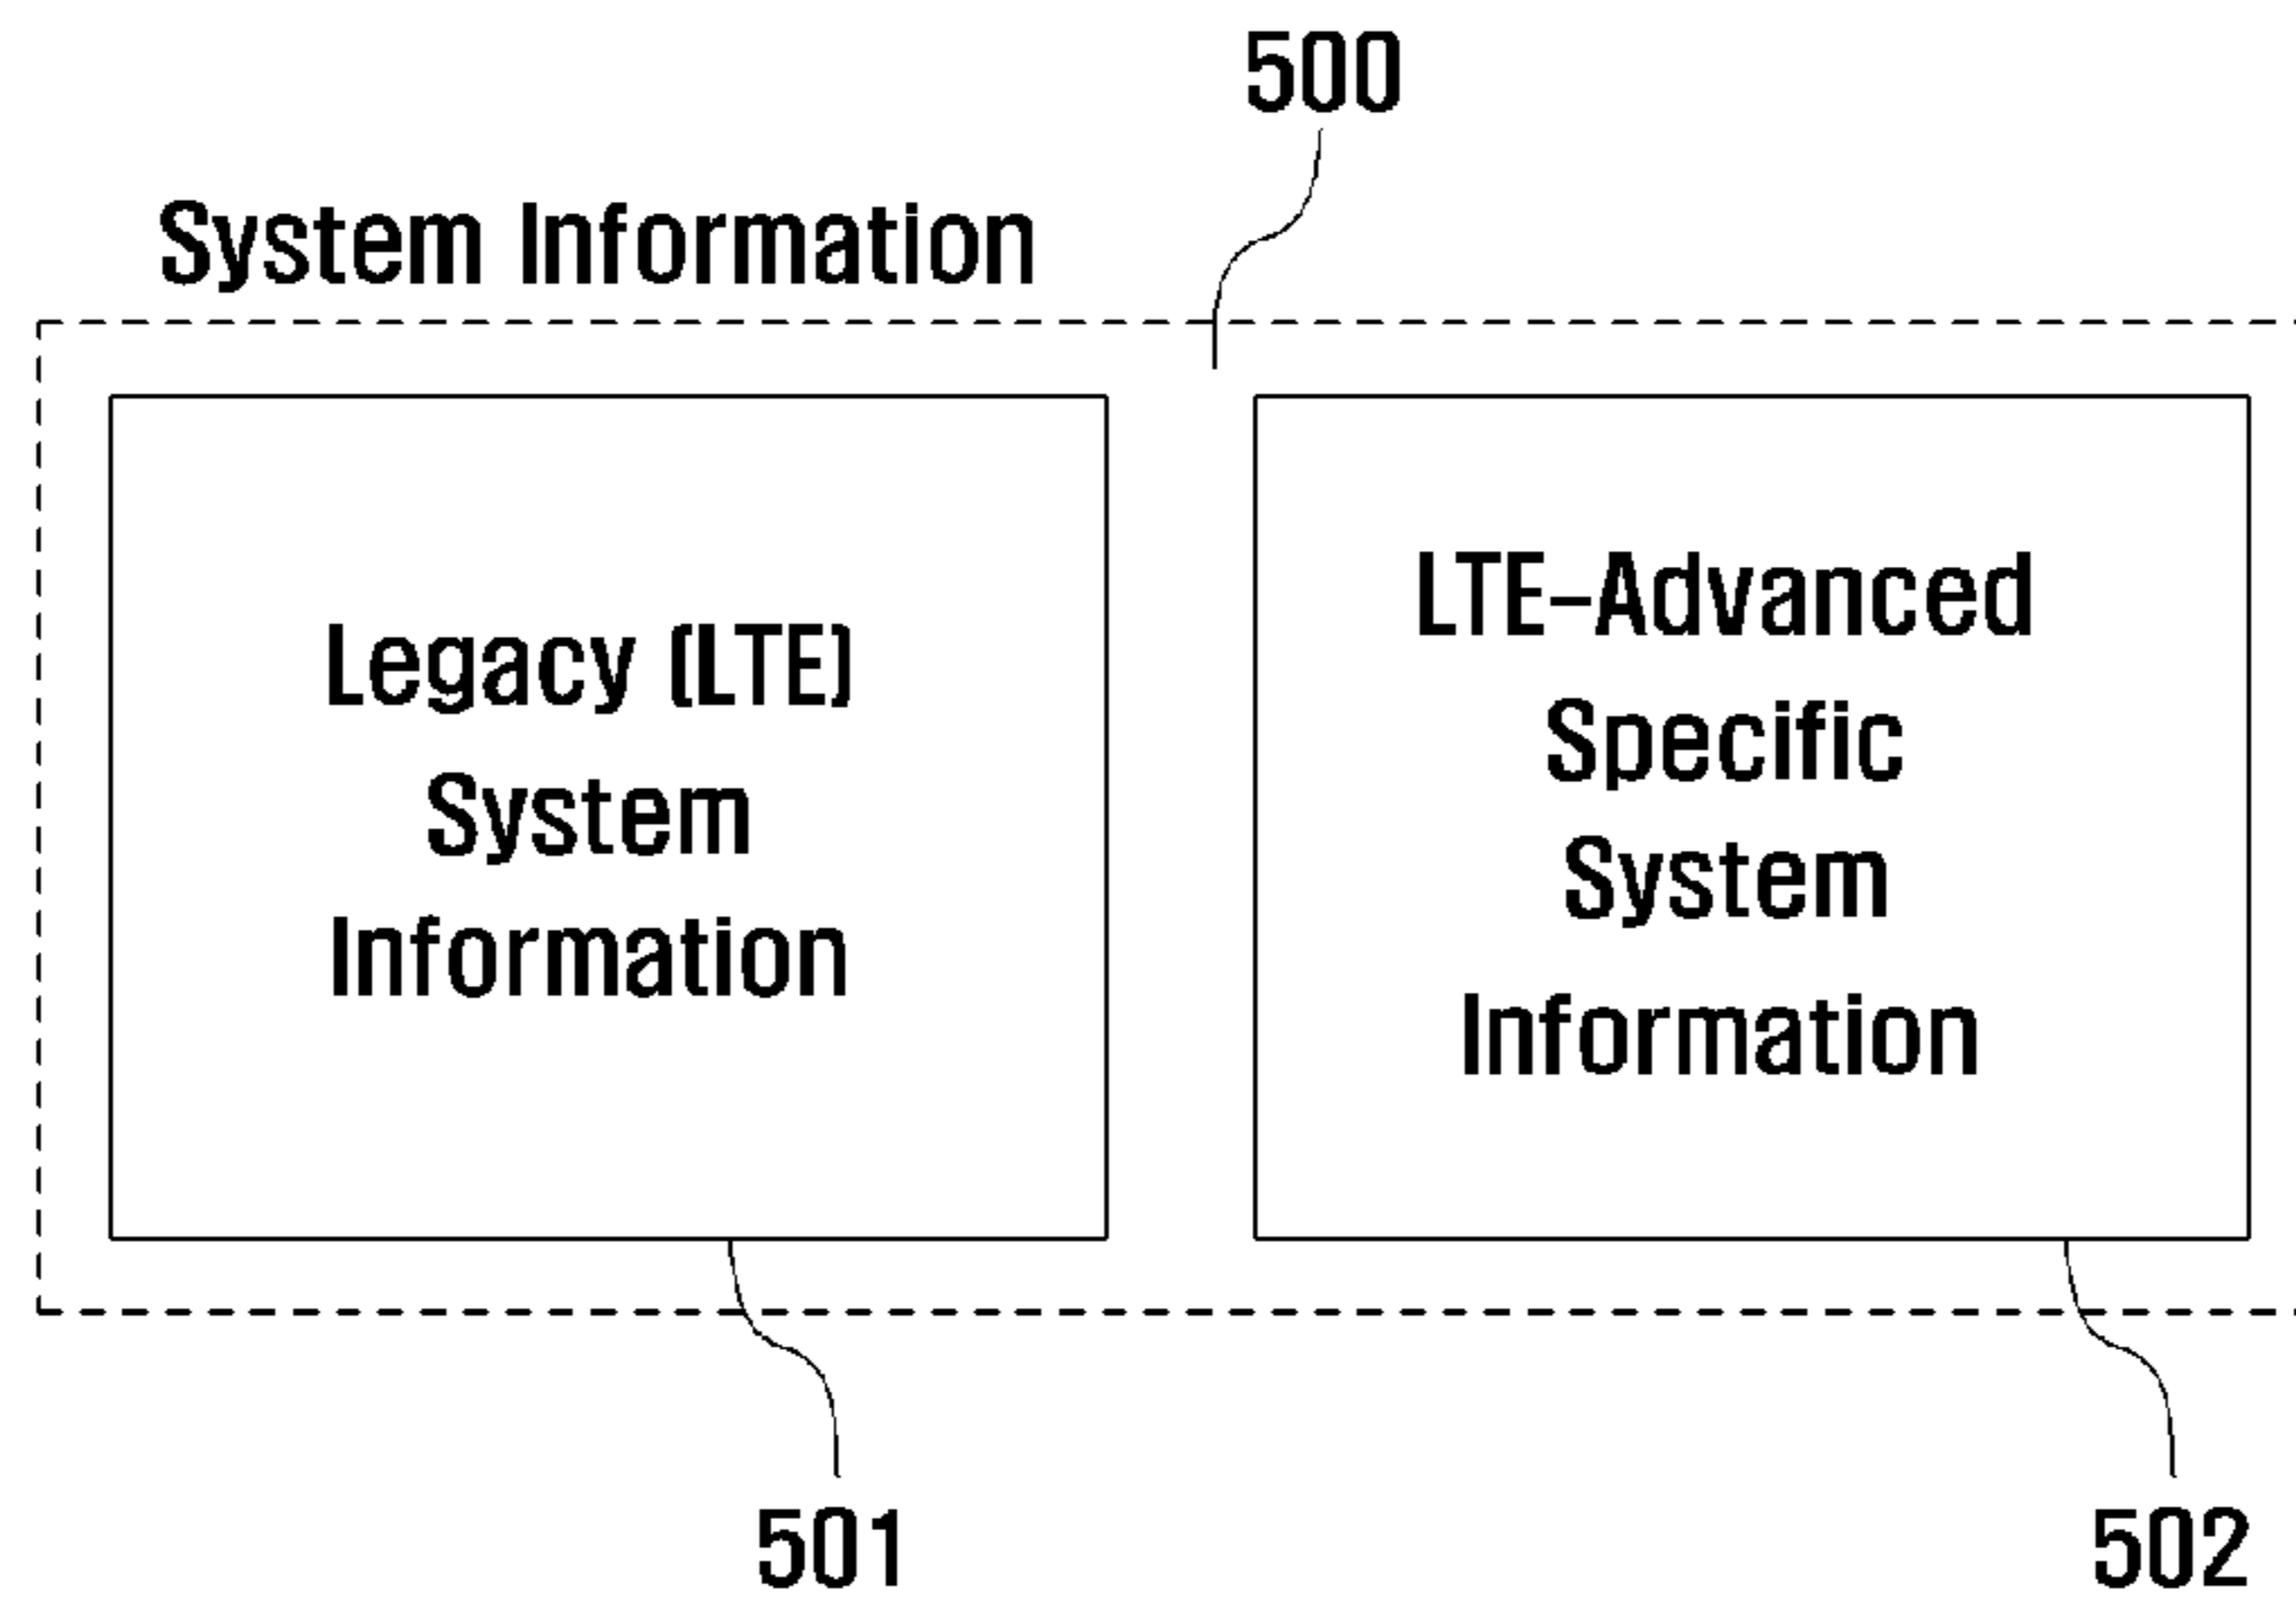 500
System Information
Legacy (LTE)
System
Information
LTE–Advanced
Specific
System
Information
501
502